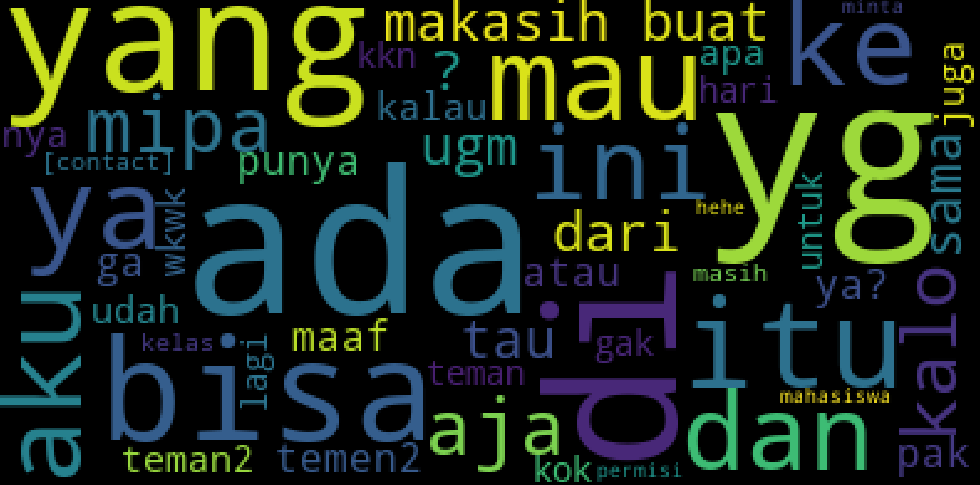 yang
makasih buat
ke
minta
kkn
?
mau
apa
hari
juga
nya
mipa
kalau
[contact]
punya
ugm
ini
yg
sama
ya
wkwk
ada
hehe
untuk
dari
ga
atau
masih
ya?
aku
udah
maaf
tau
di
gak
itu
kalo
kelas
bisa
lagi
teman
mahasiswa
aja
dan
pak
teman2
temen2
kok
permisi